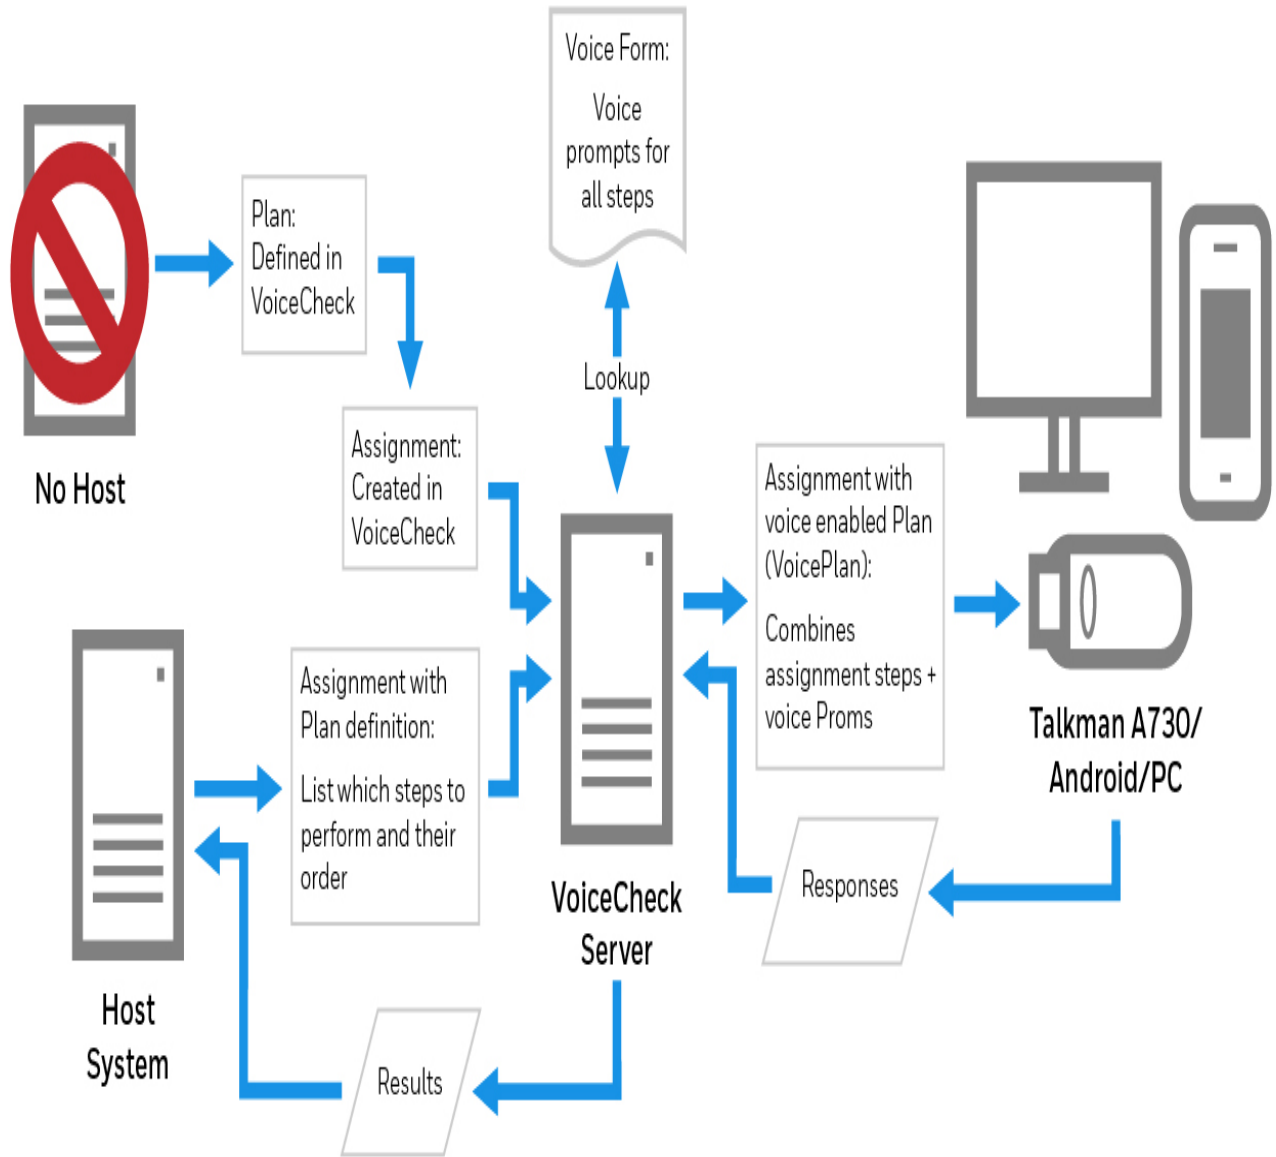 Voice Form:
Voice
prompts for
all steps
Plan:
Defined in
VoiceCheck
No Host
Lookup
Assignment:
Created in
VoiceCheck
Assignment with
voice enabled Plan
(VoicePlan):
Combines
assignment steps +
voice Proms
Talkman A730/
Android/PC
Assignment with
Plan definition:
List which steps to
perform and their
order
VoiceCheck
Server
Responses
Host
System
Results